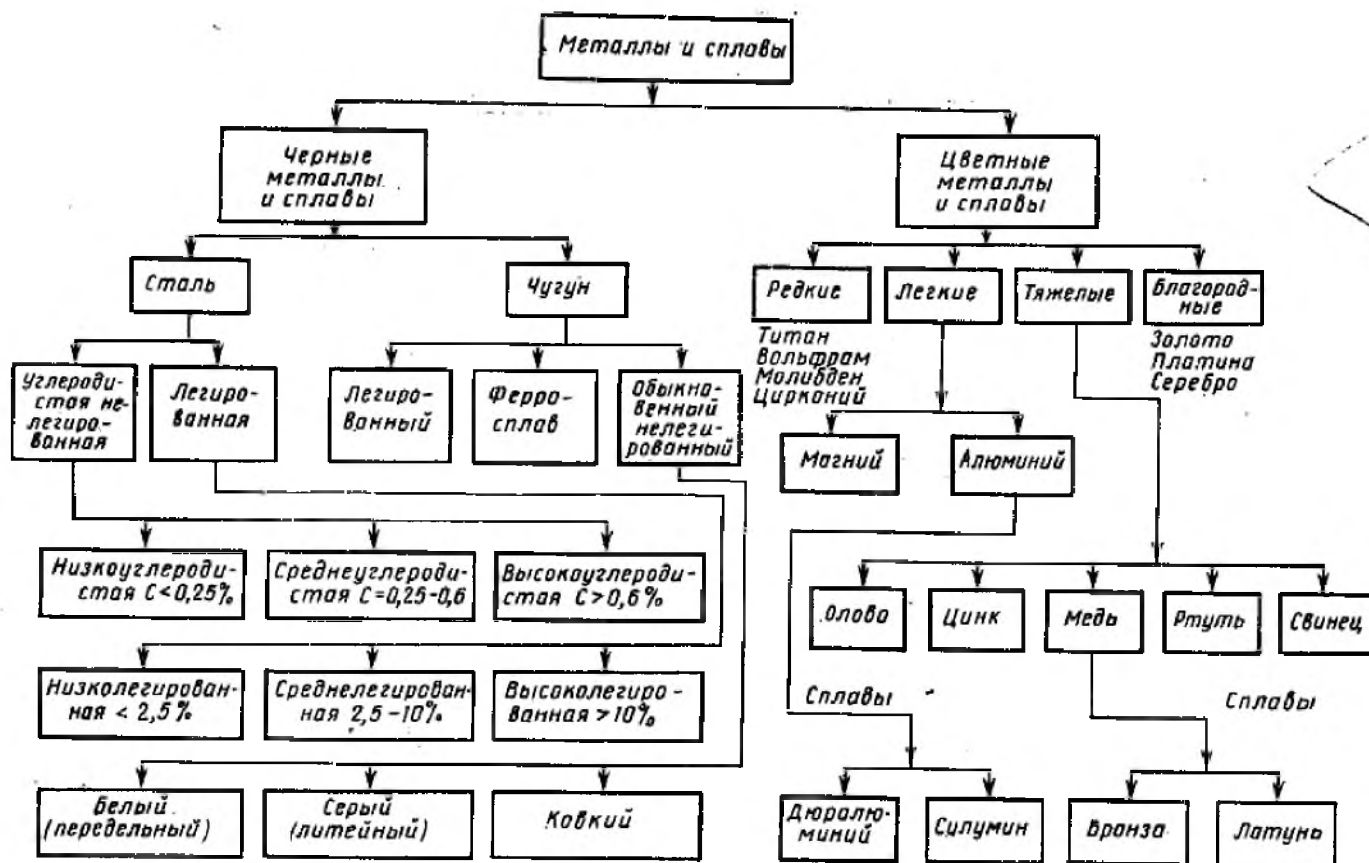 Металлы и сплавы
Черные
металлы
и сплавы
Цветные
металлы
и сплавы
Сталь
Чугун
Редкие
Легкие
Тяжелые
Благород-
ные
Титан
Вольфрам
Молибден
Цирконий
Золото
Платина
Серебро
Углероди-
стая не-
легиро-
ванная
Легиро-
ванная
Легиро-
ванный
Ферро-
сплав
Обыкно-
венный
нелеги-
рованный
Магний
Алюминий
Низкоуглероди-
стая С<0,25%
Среднеуглероди-
стая С=0,25-0,6
Высокоуглероди-
стая С>0,6%
Олово
Цинк
Медь
Ртуть
Свинец
Низколегирован-
ная < 2,5%
Среднелегирован-
ная 2,5-10%
Высоколегиро-
ванная >10%
Сплавы
Сплавы
Белый
(передельный)
Серый
(литейный)
Ковкий
Дюралю-
миний
Силумин
Бронза
Латунь